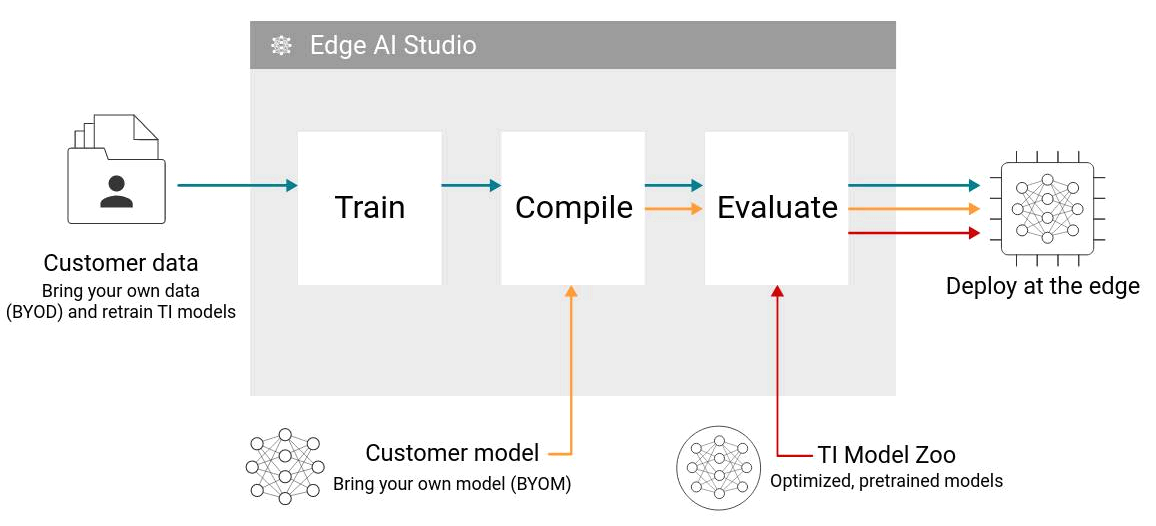 Edge AI Studio
Train
Compile
Evaluate
Customer data
Bring your own data
(BYOD) and retrain TI models
Deploy at the edge
Customer model
Bring your own model (BYOM)
TI Model Zoo
Optimized, pretrained models